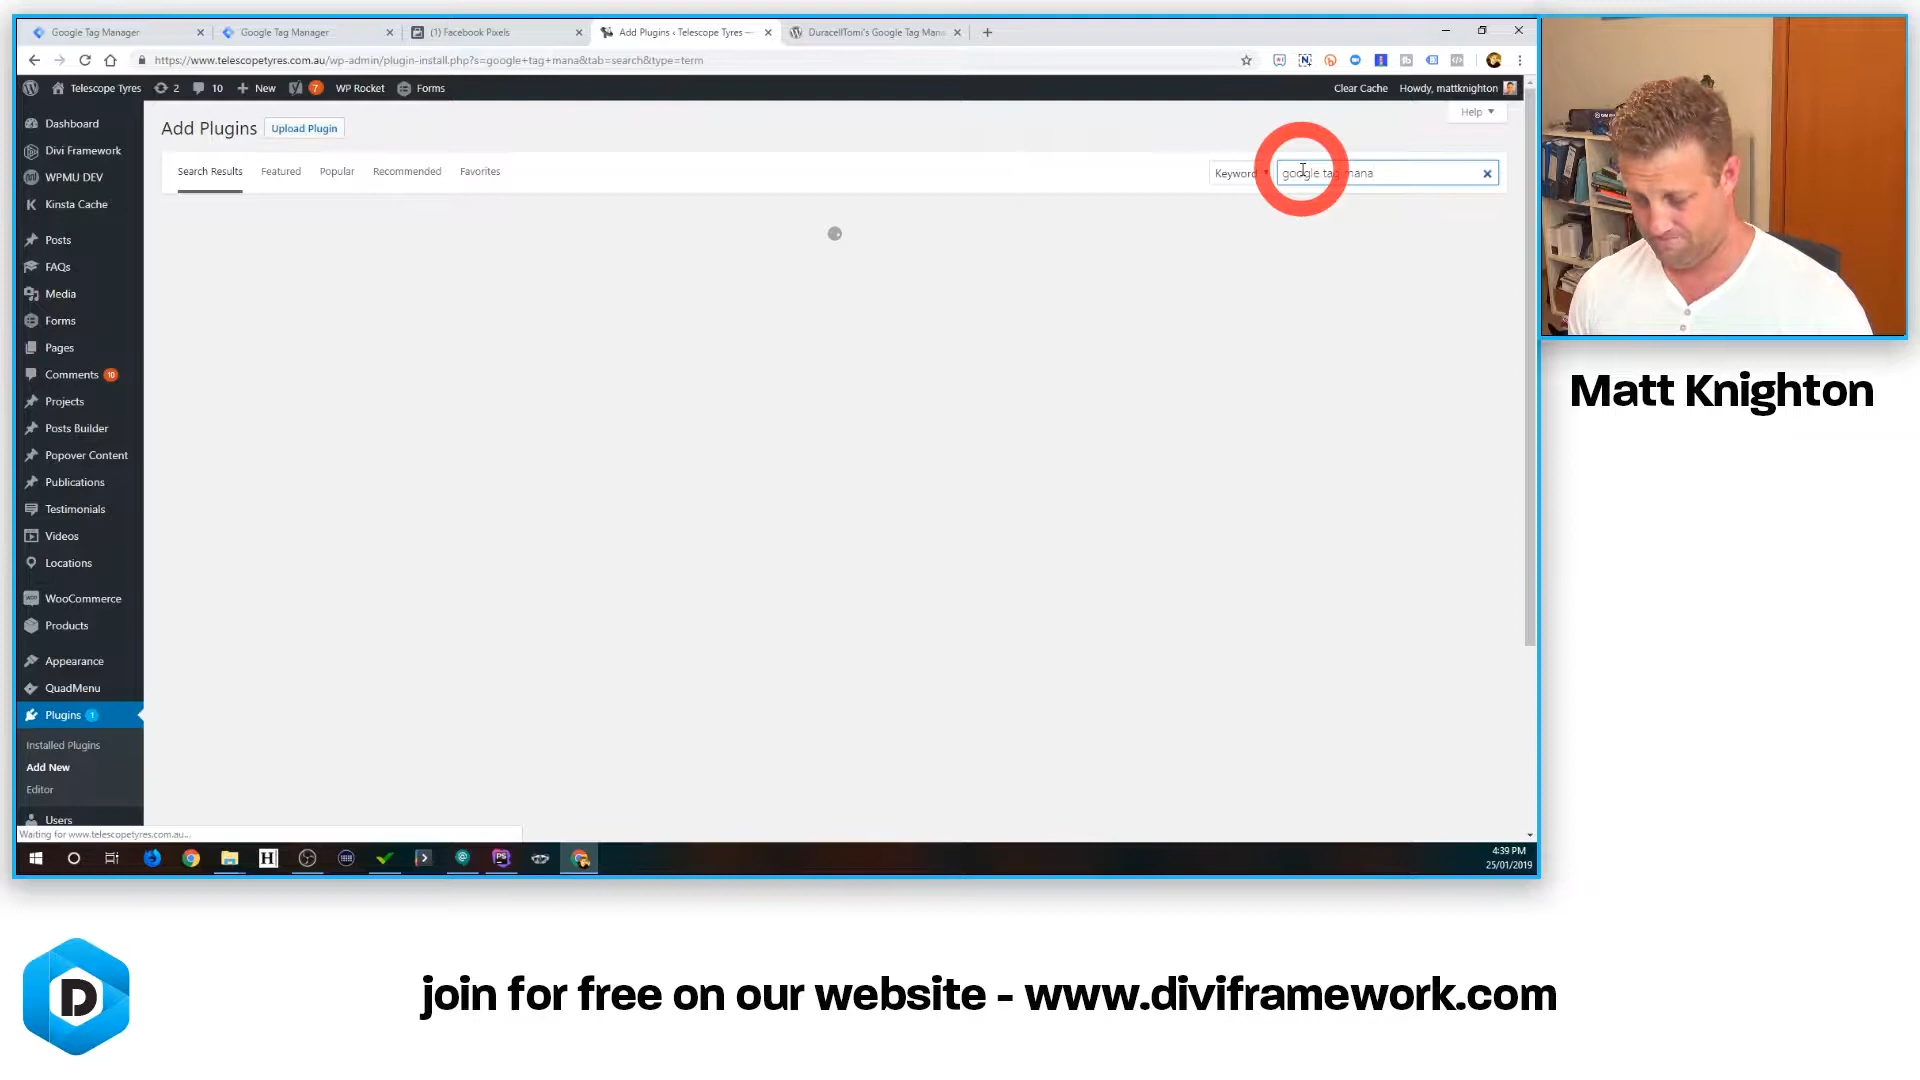 Google Tag Manager
Google Tag Manager
(1) Facebook Pixels
Add Plugins ‹ Telescope Tyres —
DuracellTomi's Google Tag Man
https://www.telescopetyres.com.au/wp-admin/plugin-install.php?s=google+tag+mana&tab=search&type=term
Telescope Tyres
2
10
New
7
WP Rocket
Forms
Clear Cache
Howdy, mattknighton
Help
Add Plugins
Upload Plugin
Search Results
Featured
Popular
Recommended
Favorites
Keyword
google tag mana
Dashboard
Divi Framework
WPMU DEV
Kinsta Cache
Posts
FAQs
Media
Forms
Pages
Comments 10
Projects
Posts Builder
Popover Content
Publications
Testimonials
Videos
Locations
WooCommerce
Products
Appearance
QuadMenu
Plugins 1
Installed Plugins
Add New
Editor
Users
Waiting for www.telescopetyres.com.au...
4:39 PM
25/01/2019
Matt Knighton
D
join for free on our website - www.diviframework.com